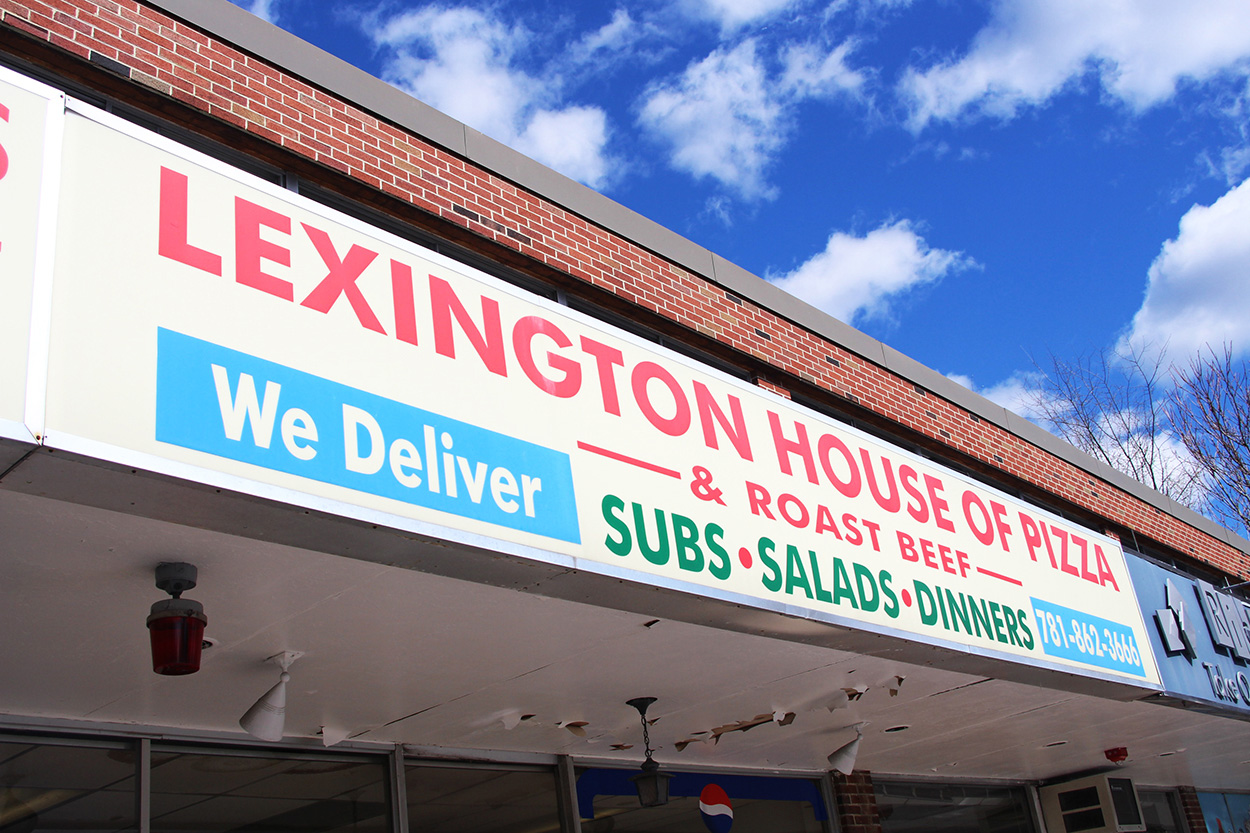 LEXINGTON HOUSE OF PIZZA
& ROAST BEEF
We Deliver
SUBS • SALADS • DINNERS
781-862-3666